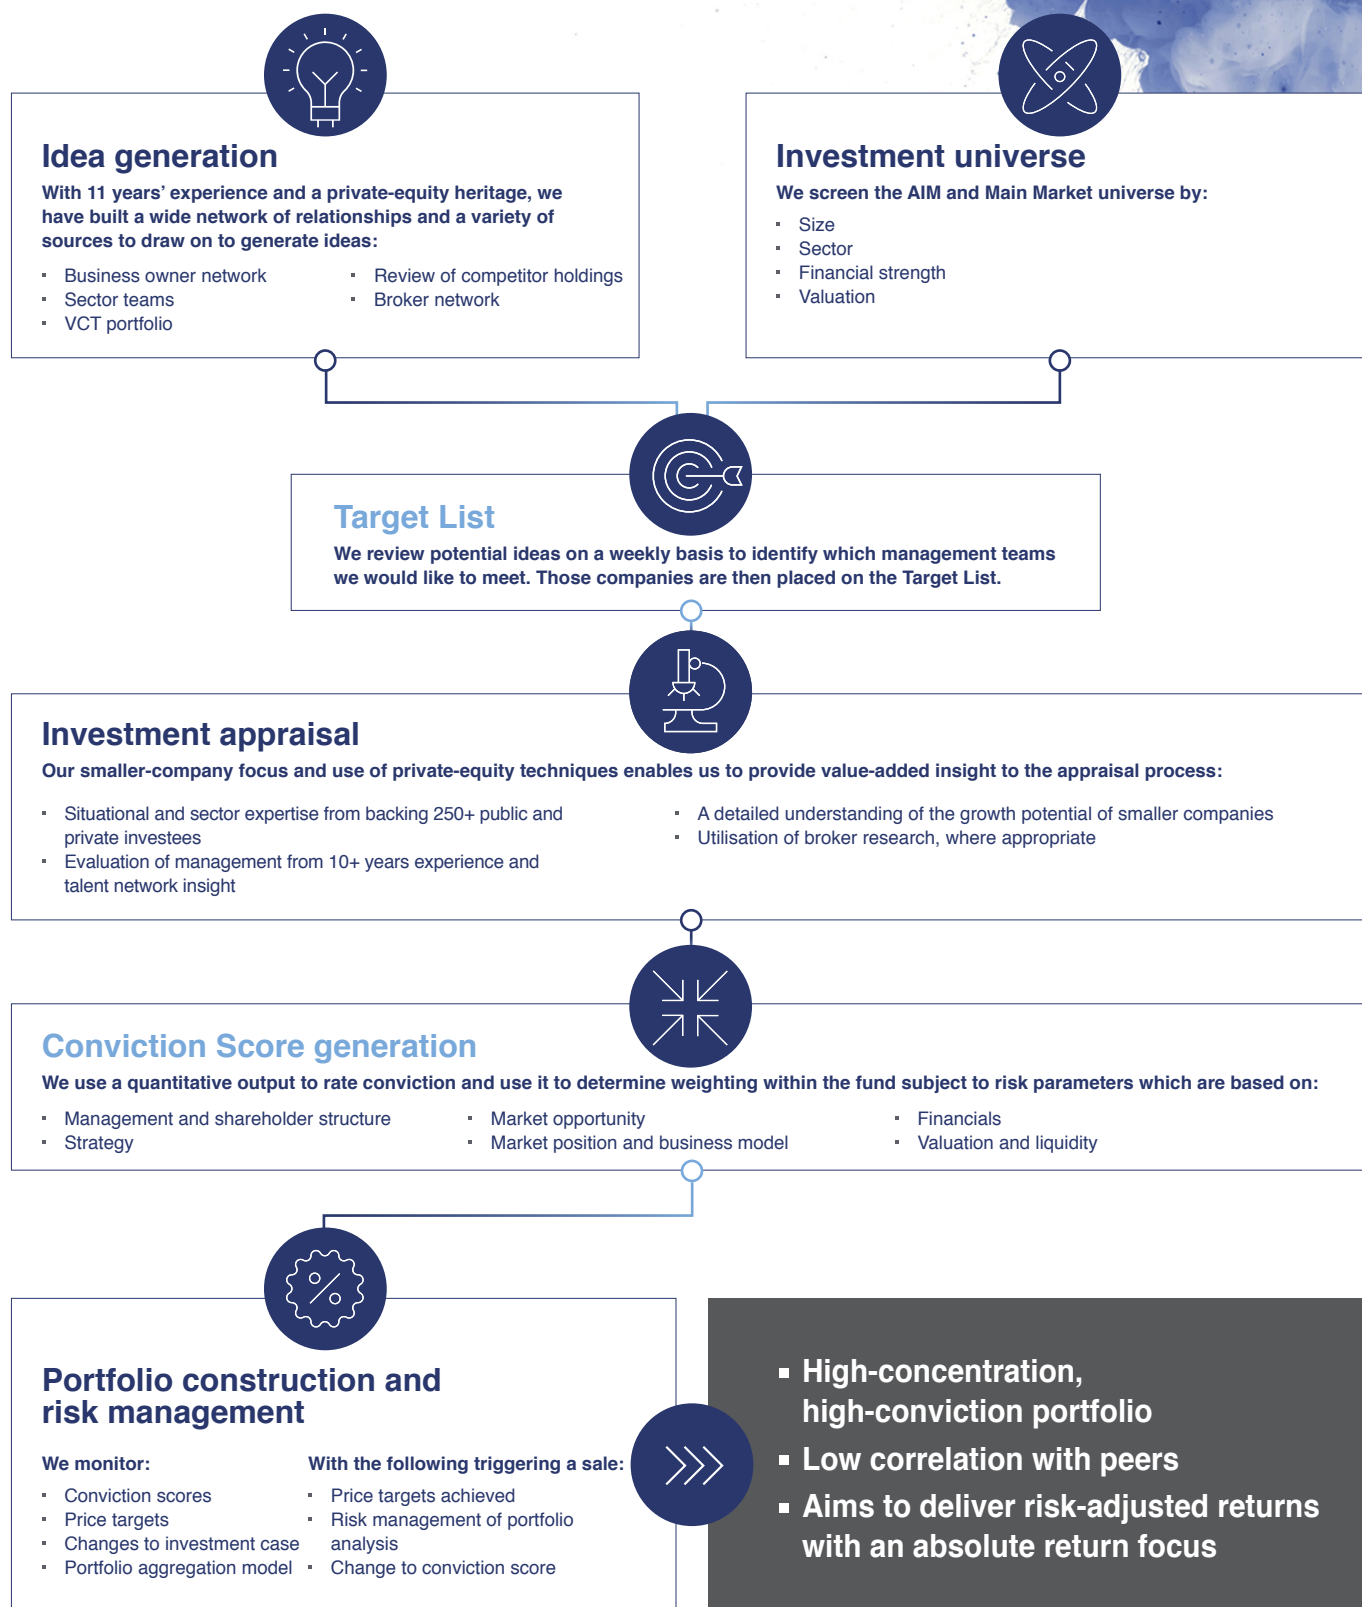 Idea generation
With 11 years’ experience and a private-equity heritage, we
have built a wide network of relationships and a variety of
sources to draw on to generate ideas:
▪ Business owner network
▪ Sector teams
▪ VCT portfolio
▪ Review of competitor holdings
▪ Broker network
Investment universe
We screen the AIM and Main Market universe by:
▪ Size
▪ Sector
▪ Financial strength
▪ Valuation
Target List
We review potential ideas on a weekly basis to identify which management teams
we would like to meet. Those companies are then placed on the Target List.
Investment appraisal
Our smaller-company focus and use of private-equity techniques enables us to provide value-added insight to the appraisal process:
▪ Situational and sector expertise from backing 250+ public and
private investees
▪ Evaluation of management from 10+ years experience and
talent network insight
▪ A detailed understanding of the growth potential of smaller companies
▪ Utilisation of broker research, where appropriate
Conviction Score generation
We use a quantitative output to rate conviction and use it to determine weighting within the fund subject to risk parameters which are based on:
▪ Management and shareholder structure
▪ Strategy
▪ Market opportunity
▪ Market position and business model
▪ Financials
▪ Valuation and liquidity
%
Portfolio construction and
risk management
We monitor:
▪ Conviction scores
▪ Price targets
▪ Changes to investment case
▪ Portfolio aggregation model
With the following triggering a sale:
▪ Price targets achieved
▪ Risk management of portfolio
analysis
▪ Change to conviction score
▪ High-concentration,
high-conviction portfolio
▪ Low correlation with peers
▪ Aims to deliver risk-adjusted returns
with an absolute return focus